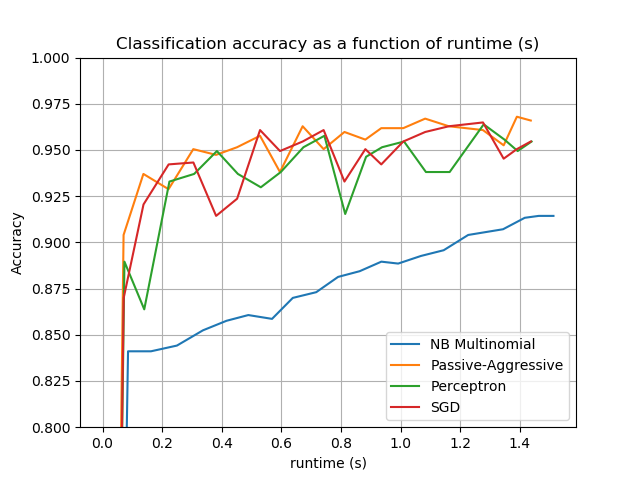 Classification accuracy as a function of runtime (s)
1.000
0.975
0.950
0.925
0.900
0.875
0.850
0.825
0.800
Accuracy
NB Multinomial
Passive-Aggressive
Perceptron
SGD
0.0 0.2 0.4 0.6 0.8 1.0 1.2 1.4
runtime (s)